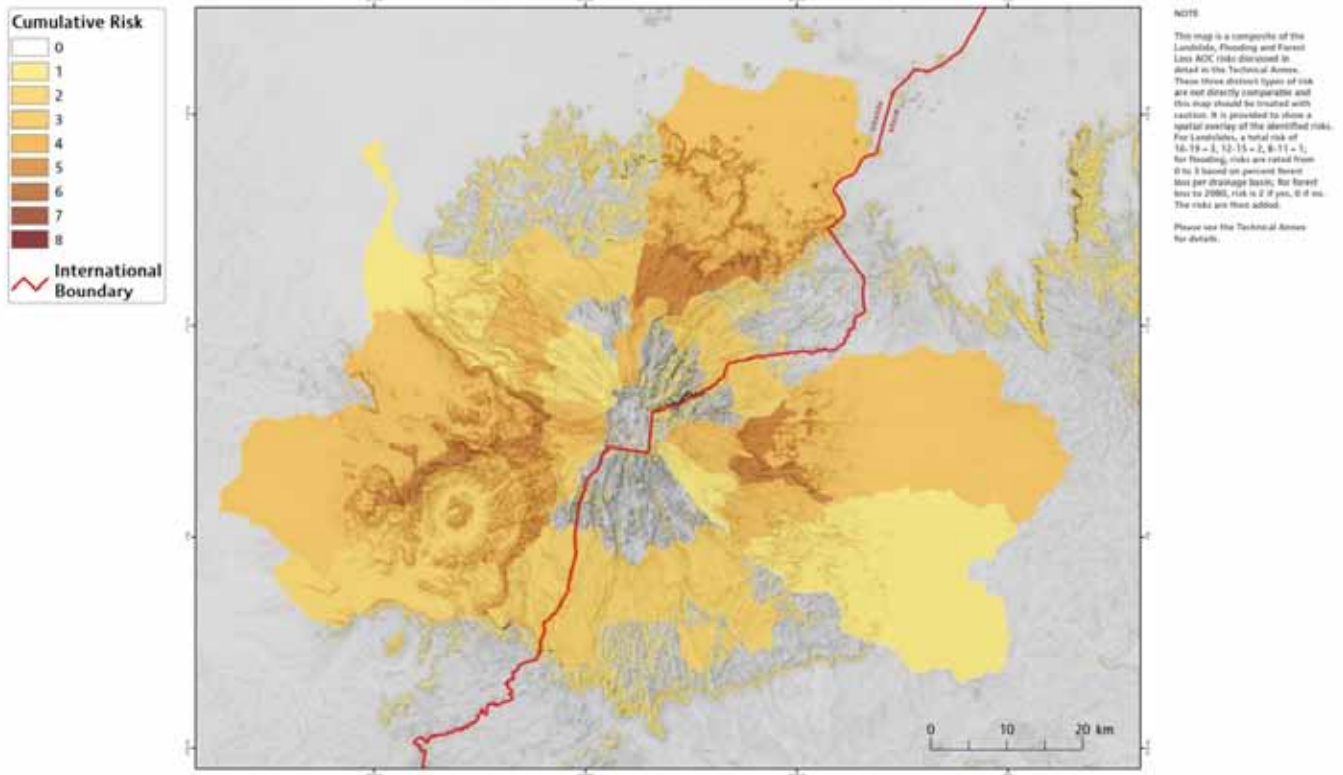 Cumulative Risk
0
1
2
3
4
5
6
7
8
International
Boundary
0 10 20 km
NOTE
This map is a composite of the
Landslide, Flooding and Forest
Loss AOC risks discussed in
detail in the Technical Annex.
These three distinct types of risk
are not directly comparable and
this map should be treated with
caution. It is provided to show a
spatial overlay of the identified risks.
For Landslides, a total risk of
16-19 = 3, 12-15 = 2, 8-11 = 1;
for flooding, risks are rated from
0 to 3 based on percent forest
loss per drainage basin; for forest
loss to 2080, risk is 2 if yes, 0 if no.
The risks are then added.
Please see the Technical Annex
for details.